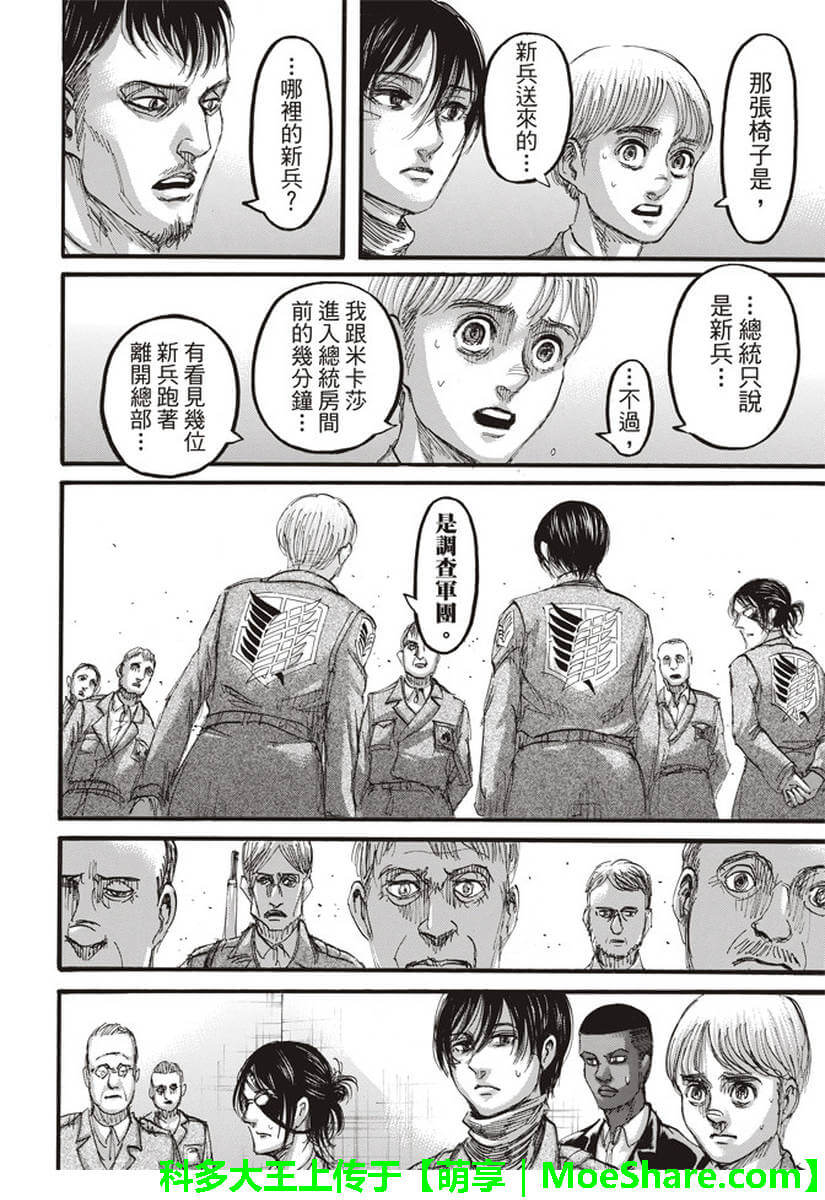 那張椅子是，
新兵送來的…
…哪裡的新兵？
…總統只說
是新兵…
…不過，
我跟米卡莎
進入總統房間
前的幾分鐘…
有看見幾位
新兵跑著
離開總部…
是調查軍團。
科多大王上传于【萌享/MoeShare.com】